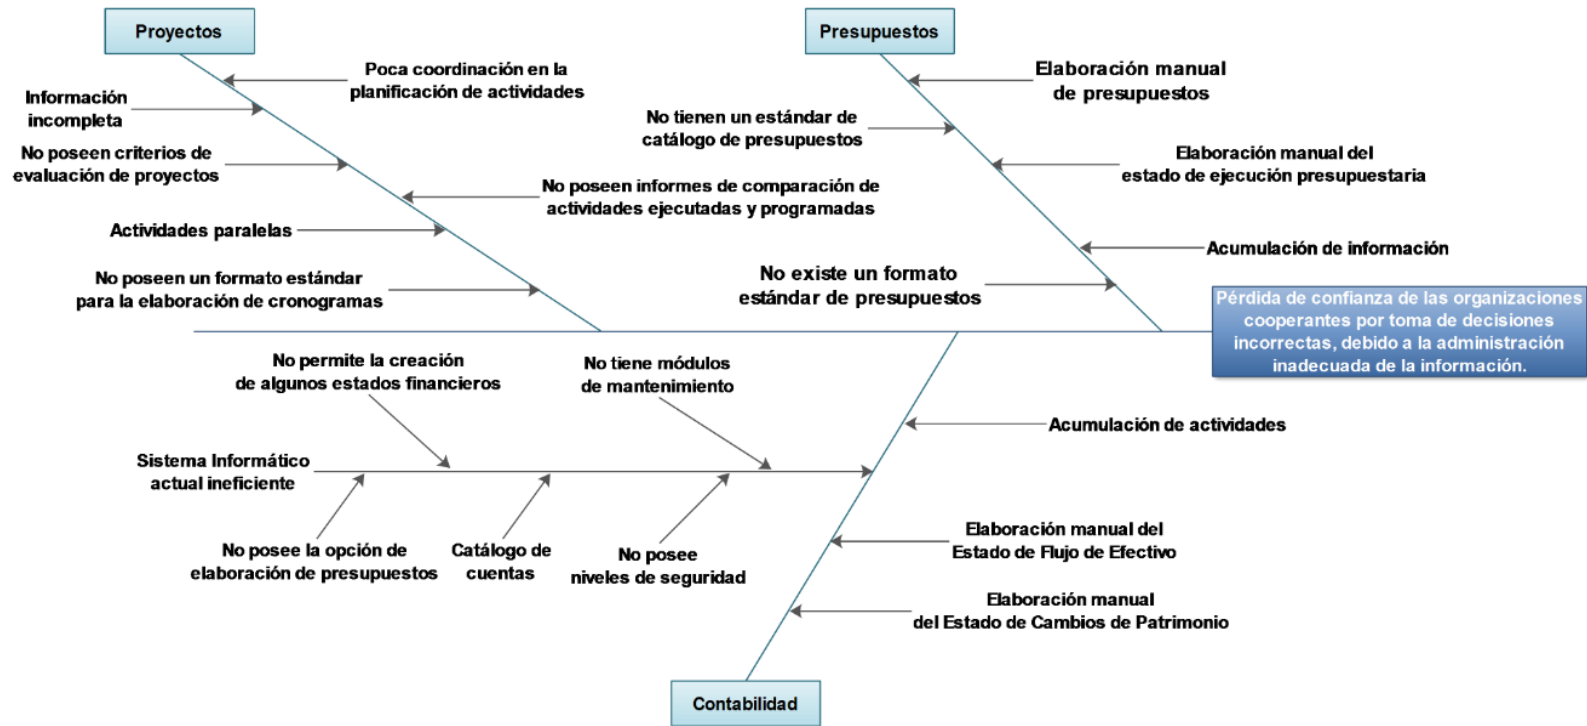 Proyectos
Presupuestos
Poca coordinación en la
planificación de actividades
Información
incompleta
No poseen criterios de
evaluación de proyectos
No poseen informes de comparación de
actividades ejecutadas y programadas
Actividades paralelas
No poseen un formato estándar
para la elaboración de cronogramas
Elaboración manual
de presupuestos
No tienen un estándar de
catálogo de presupuestos
Elaboración manual del
estado de ejecución presupuestaria
Acumulación de información
No existe un formato
estándar de presupuestos
Pérdida de confianza de las organizaciones
cooperantes por toma de decisiones
incorrectas, debido a la administración
inadecuada de la información.
No permite la creación
de algunos estados financieros
No tiene módulos
de mantenimiento
Acumulación de actividades
Sistema Informático
actual ineficiente
No posee la opción de
elaboración de presupuestos
Catálogo de
cuentas
No posee
niveles de seguridad
Elaboración manual del
Estado de Flujo de Efectivo
Elaboración manual
del Estado de Cambios de Patrimonio
Contabilidad